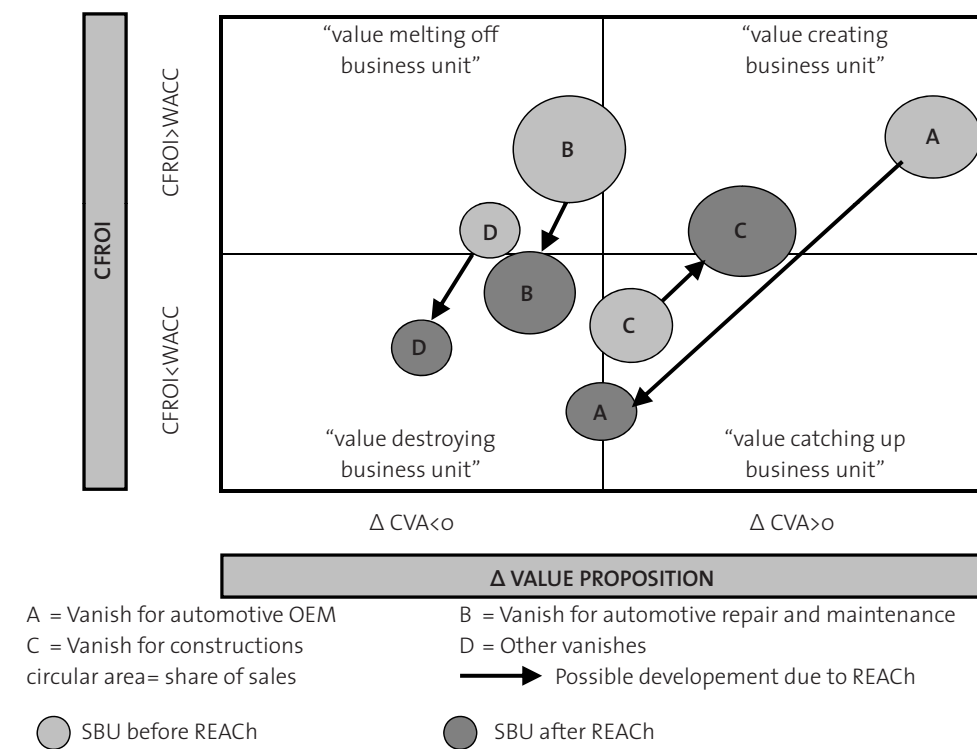 “value melting off
business unit”
“value creating
business unit”
CFROI
CFROI>WACC
CFROI<WACC
B
A
D
C
B
C
D
A
“value destroying
business unit”
“value catching up
business unit”
Δ CVA<0
Δ CVA>0
Δ VALUE PROPOSITION
A = Vanish for automotive OEM
B = Vanish for automotive repair and maintenance
C = Vanish for constructions
D = Other vanishes
circular area= share of sales
Possible developement due to REACh
SBU before REACh
SBU after REACh